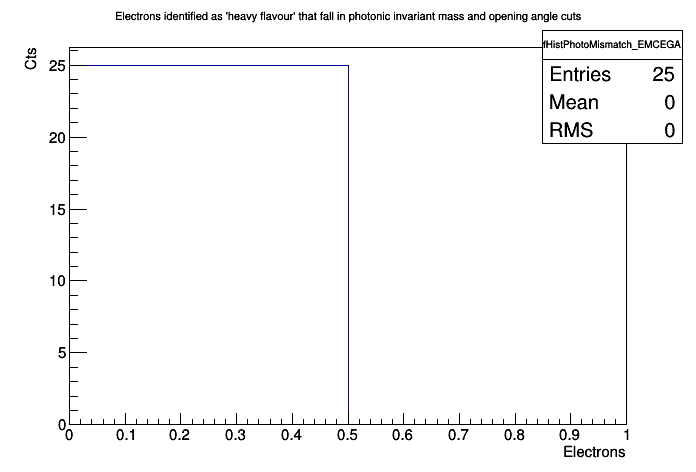 Electrons identified as 'heavy flavour' that fall in photonic invariant mass and opening angle cuts
fHistPhotoMismatch_EMCEGA
Entries 25
Mean 0
RMS 0
Cts
25
20
15
10
5
0
0 0.1 0.2 0.3 0.4 0.5 0.6 0.7 0.8 0.9 1
Electrons